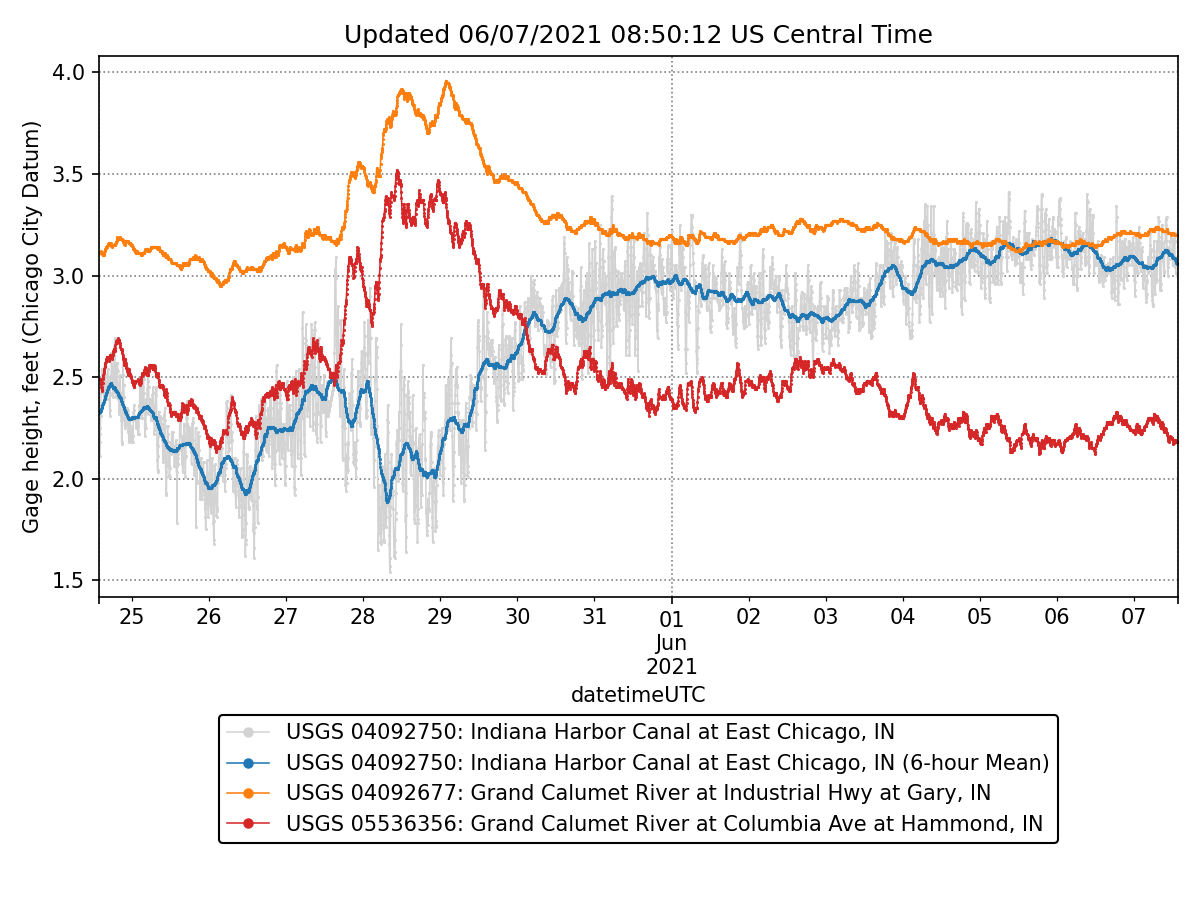 Updated 06/07/2021 08:50:12 US Central Time
Gage height, feet (Chicago City Datum)
4.0
3.5
3.0
2.5
2.0
1.5
25 26 27 28 29 30 31 01 02 03 04 05 06 07
Jun
2021
datetimeUTC
USGS 04092750: Indiana Harbor Canal at East Chicago, IN
USGS 04092750: Indiana Harbor Canal at East Chicago, IN (6-hour Mean)
USGS 04092677: Grand Calumet River at Industrial Hwy at Gary, IN
USGS 05536356: Grand Calumet River at Columbia Ave at Hammond, IN